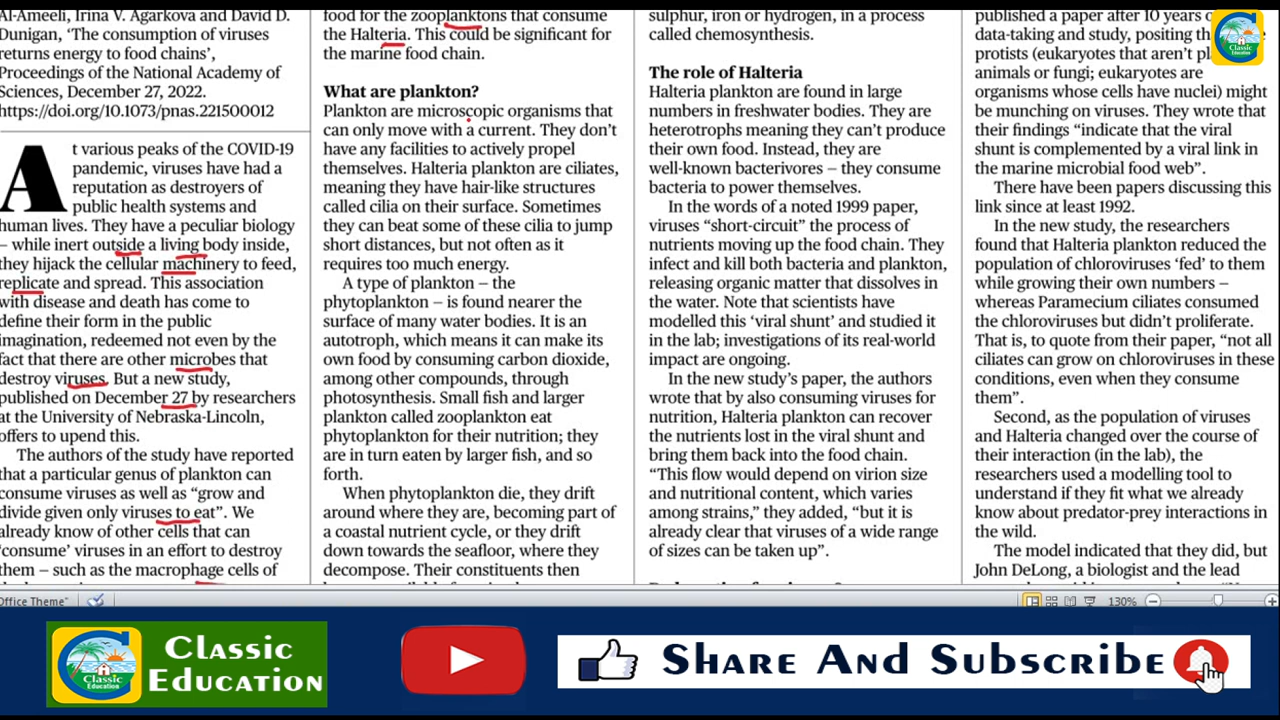 Al-Ameeli, Irina V. Agarkova and David D.
Dunigan, ‘The consumption of viruses
returns energy to food chains’,
Proceedings of the National Academy of
Sciences, December 27, 2022.
https://doi.org/10.1073/pnas.221500012
At various peaks of the COVID-19
pandemic, viruses have had a
reputation as destroyers of
public health systems and
human lives. They have a peculiar biology
– while inert outside a living body inside,
they hijack the cellular machinery to feed,
replicate and spread. This association
with disease and death has come to
define their form in the public
imagination, redeemed not even by the
fact that there are other microbes that
destroy viruses. But a new study,
published on December 27 by researchers
at the University of Nebraska-Lincoln,
offers to upend this.
The authors of the study have reported
that a particular genus of plankton can
consume viruses as well as “grow and
divide given only viruses to eat”. We
already know of other cells that can
‘consume’ viruses in an effort to destroy
them – such as the macrophage cells of
food for the zooplanktons that consume
the Halteria. This could be significant for
the marine food chain.
What are plankton?
Plankton are microscopic organisms that
can only move with a current. They don’t
have any facilities to actively propel
themselves. Halteria plankton are ciliates,
meaning they have hair-like structures
called cilia on their surface. Sometimes
they can beat some of these cilia to jump
short distances, but not often as it
requires too much energy.
A type of plankton – the
phytoplankton – is found nearer the
surface of many water bodies. It is an
autotroph, which means it can make its
own food by consuming carbon dioxide,
among other compounds, through
photosynthesis. Small fish and larger
plankton called zooplankton eat
phytoplankton for their nutrition; they
are in turn eaten by larger fish, and so
forth.
When phytoplankton die, they drift
around where they are, becoming part of
a coastal nutrient cycle, or they drift
down towards the seafloor, where they
decompose. Their constituents then
sulphur, iron or hydrogen, in a process
called chemosynthesis.
The role of Halteria
Halteria plankton are found in large
numbers in freshwater bodies. They are
heterotrophs meaning they can’t produce
their own food. Instead, they are
well-known bacterivores – they consume
bacteria to power themselves.
In the words of a noted 1999 paper,
viruses “short-circuit” the process of
nutrients moving up the food chain. They
infect and kill both bacteria and plankton,
releasing organic matter that dissolves in
the water. Note that scientists have
modelled this ‘viral shunt’ and studied it
in the lab; investigations of its real-world
impact are ongoing.
In the new study’s paper, the authors
wrote that by also consuming viruses for
nutrition, Halteria plankton can recover
the nutrients lost in the viral shunt and
bring them back into the food chain.
“This flow would depend on virion size
and nutritional content, which varies
among strains,” they added, “but it is
already clear that viruses of a wide range
of sizes can be taken up”.
published a paper after 10 years
data-taking and study, positing
protists (eukaryotes that aren’t
animals or fungi; eukaryotes are
organisms whose cells have nuclei) might
be munching on viruses. They wrote that
their findings “indicate that the viral
shunt is complemented by a viral link in
the marine microbial food web”.
There have been papers discussing this
link since at least 1992.
In the new study, the researchers
found that Halteria plankton reduced the
population of chloroviruses ‘fed’ to them
while growing their own numbers –
whereas Paramecium ciliates consumed
the chloroviruses but didn’t proliferate.
That is, to quote from their paper, “not all
ciliates can grow on chloroviruses in these
conditions, even when they consume
them”.
Second, as the population of viruses
and Halteria changed over the course of
their interaction (in the lab), the
researchers used a modelling tool to
understand if they fit what we already
know about predator-prey interactions in
the wild.
The model indicated that they did, but
John DeLong, a biologist and the lead
Classic
Education
Office Theme"
130%
Classic
Education
Classic
Education
Share And Subscribe